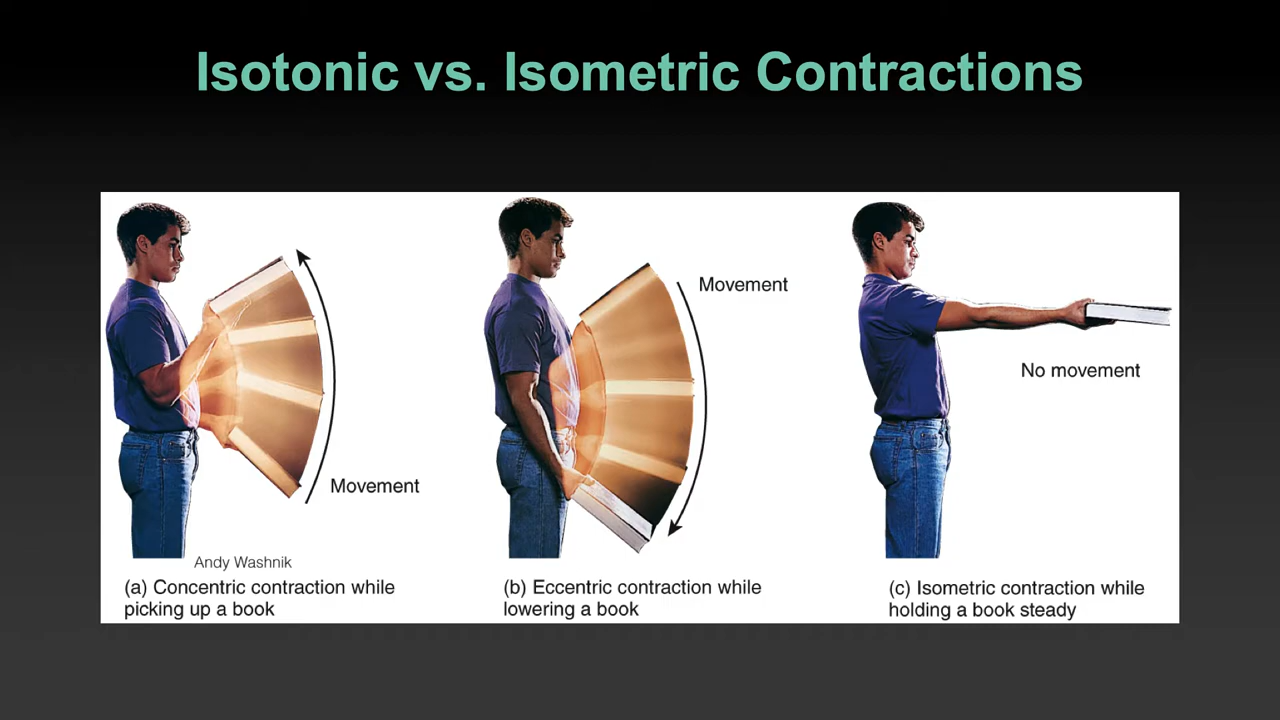 Isotonic vs. Isometric Contractions
Movement
Andy Washnik
(a) Concentric contraction while
picking up a book
Movement
(b) Eccentric contraction while
lowering a book
No movement
(c) Isometric contraction while
holding a book steady